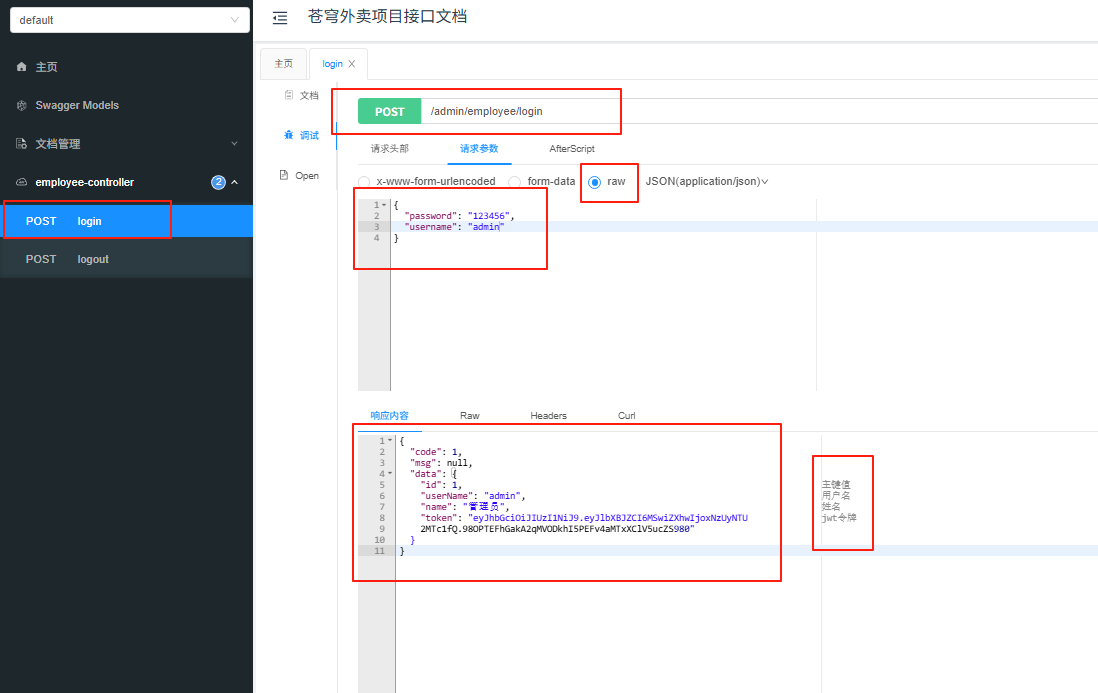 default
主页
Swagger Models
文档管理
employee-controller
2
POST login
POST logout
苍穹外卖项目接口文档
主页
login
文档
调试
Open
POST /admin/employee/login
请求头部 请求参数 AfterScript
x-www-form-urlencoded form-data raw JSON(application/json)
1 {
2 "password": "123456",
3 "username": "admin"
4 }
响应内容 Raw Headers Curl
1 {
2 "code": 1,
3 "msg": null,
4 "data": {
5 "id": 1, 主键值
6 "userName": "admin", 用户名
7 "name": "管理员", 姓名
8 "token": "eyJhbGciOiJIUzI1NiJ9.eyJlbXBJZCI6MSwiZXhwIjoxNzUyNTU jwt令牌
9 2MTc1fQ.98OPTEFhGakA2qMVODkhI5PEFv4aMTxXClV5ucZS980"
10 }
11 }